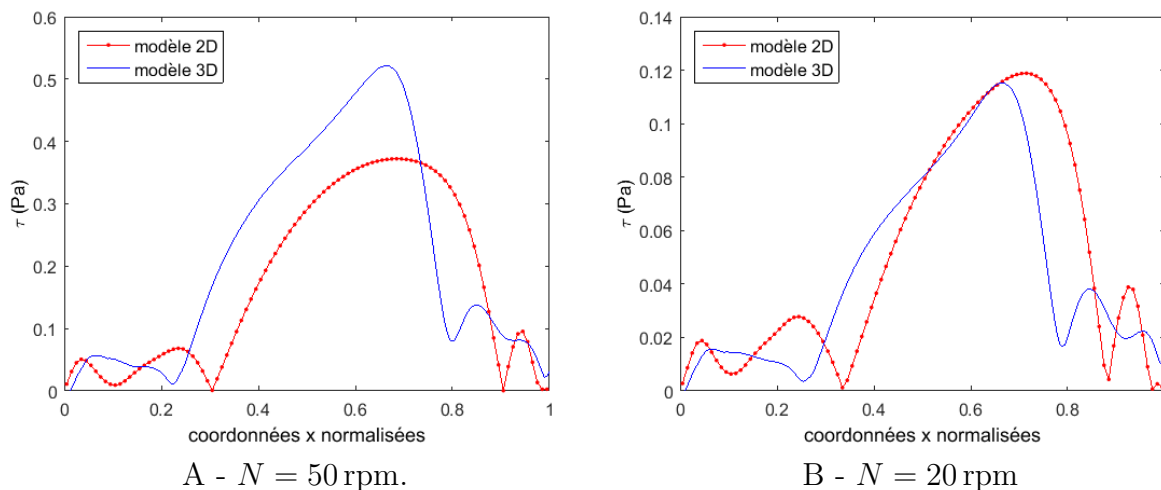 0.6
0.5
0.4
0.3
0.2
0.1
0
τ (Pa)
modèle 2D
modèle 3D
0 0.2 0.4 0.6 0.8 1
coordonnées x normalisées
A - N = 50 rpm.
0.14
0.12
0.1
0.08
0.06
0.04
0.02
0
τ (Pa)
modèle 2D
modèle 3D
0 0.2 0.4 0.6 0.8
coordonnées x normalisées
B - N = 20 rpm